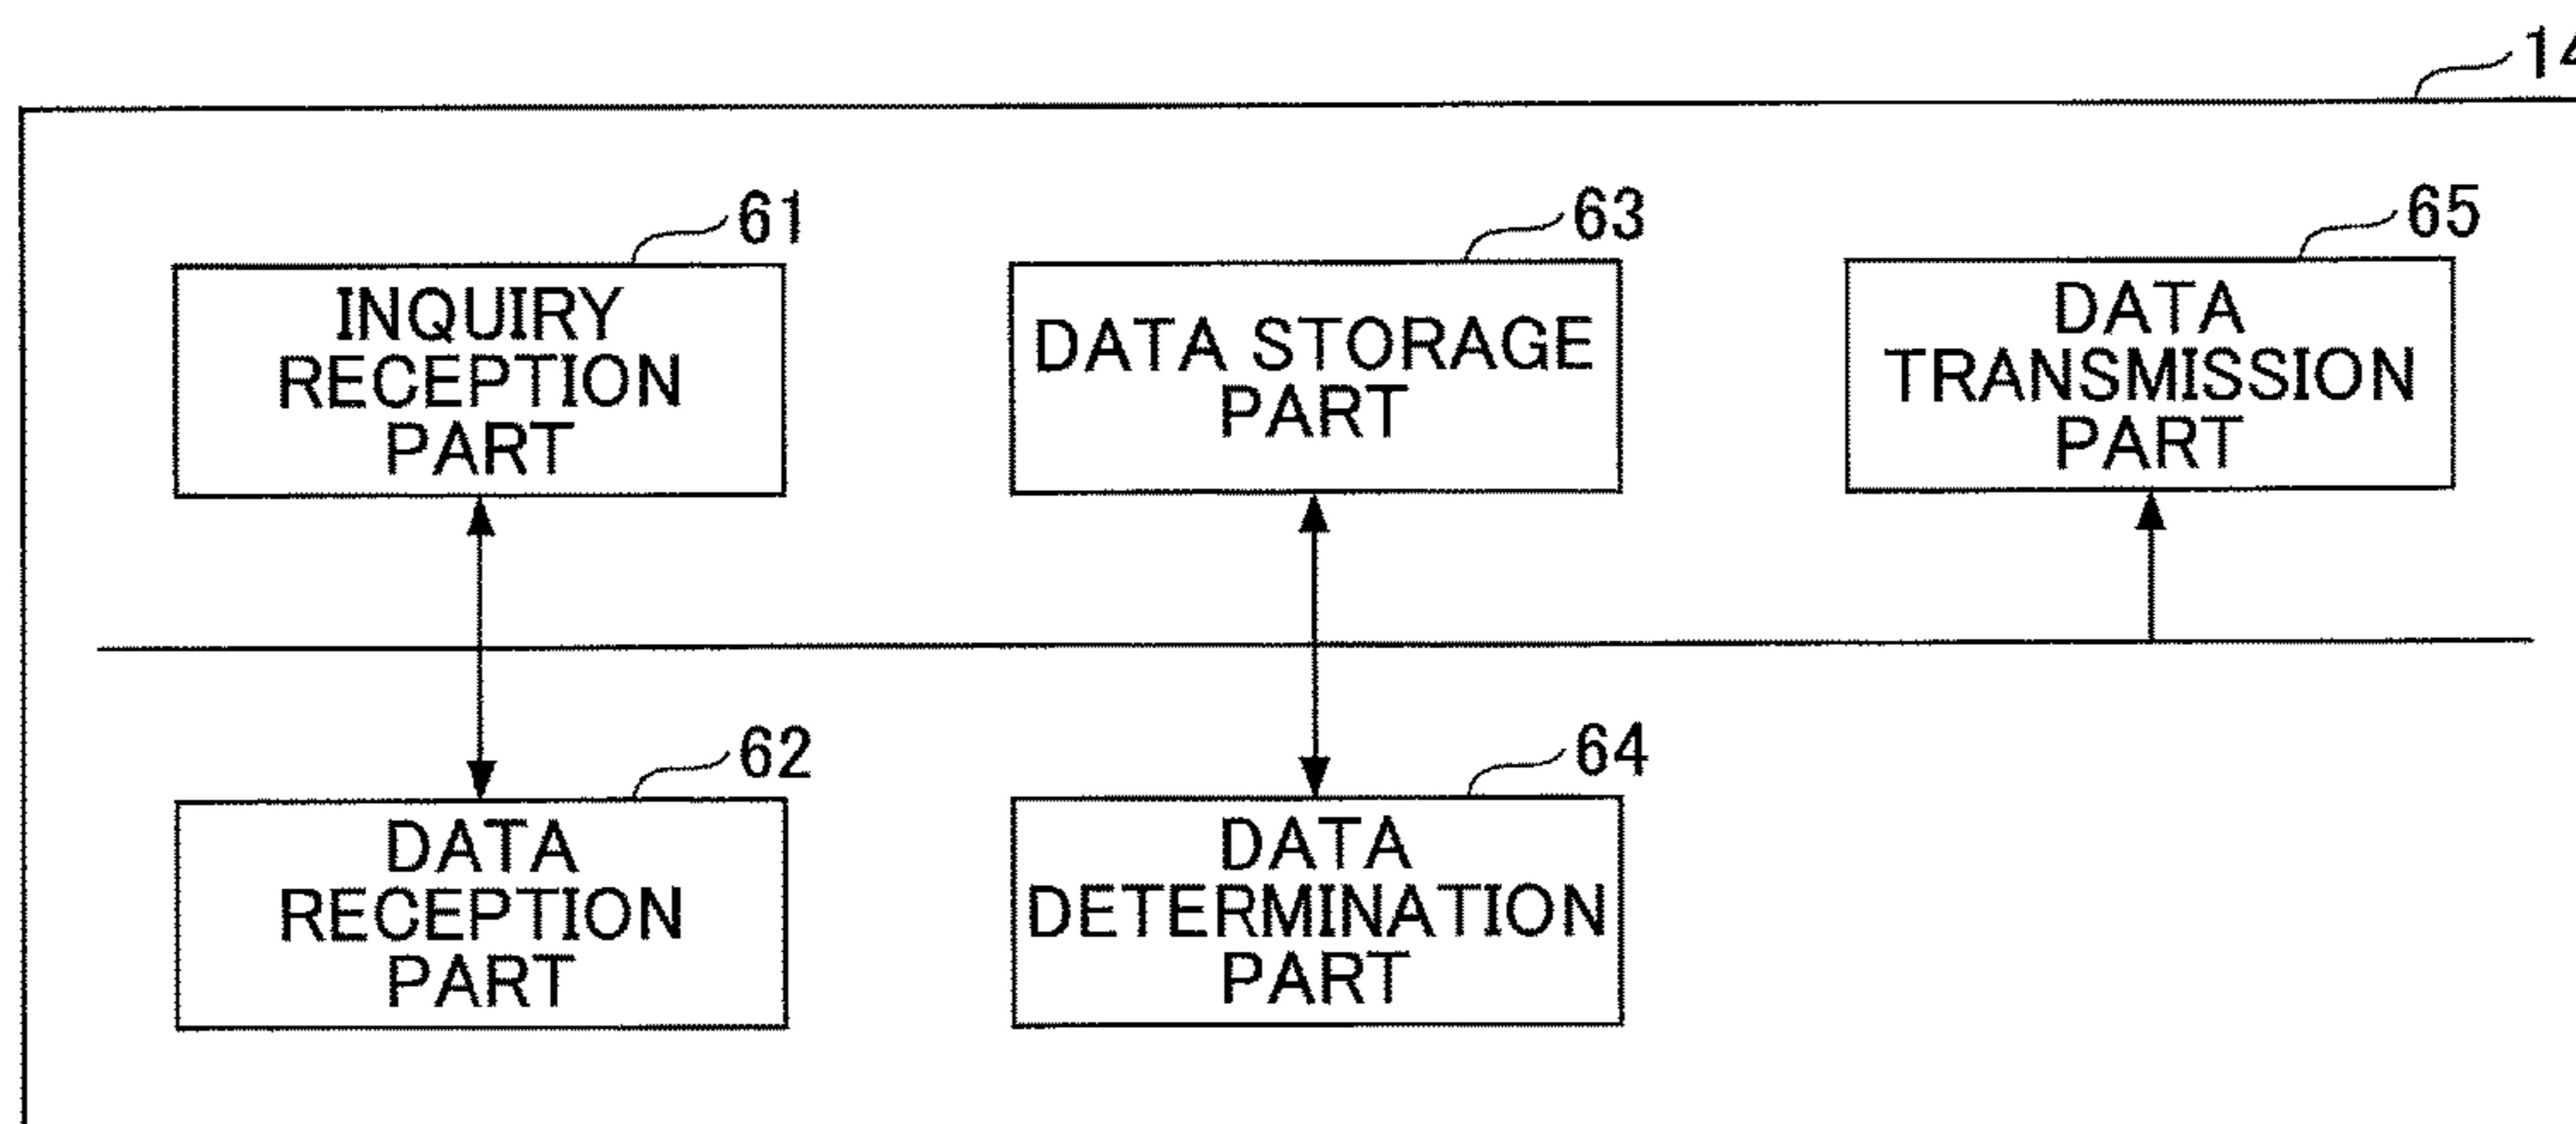 14
61
INQUIRY
RECEPTION
PART
63
DATA STORAGE
PART
65
DATA
TRANSMISSION
PART
62
DATA
RECEPTION
PART
64
DATA
DETERMINATION
PART